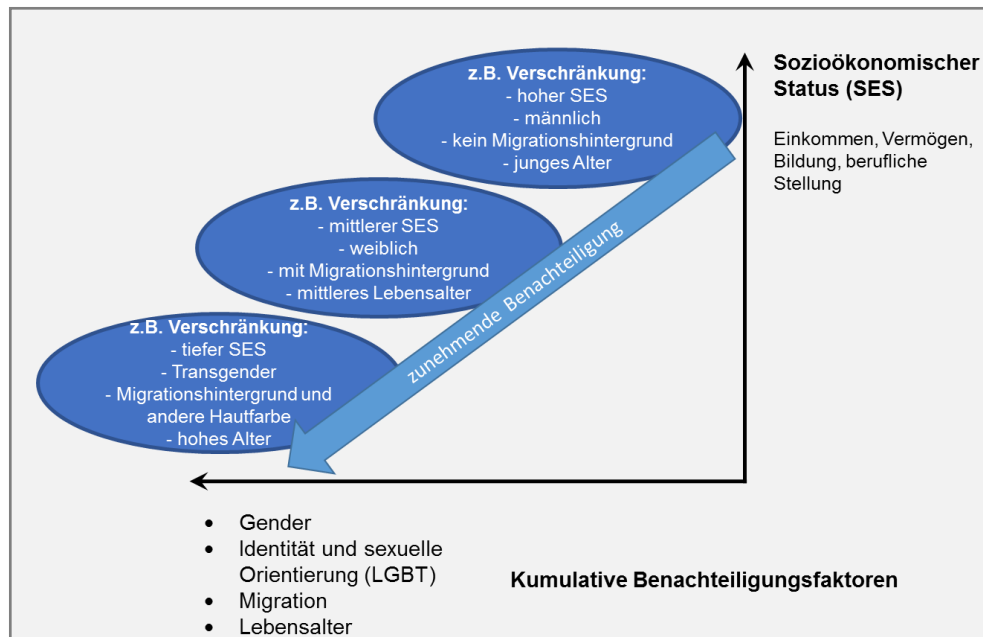 z.B. Verschränkung:
- hoher SES
- männlich
- kein Migrationshintergrund
- junges Alter
Sozioökonomischer
Status (SES)
Einkommen, Vermögen,
Bildung, berufliche
Stellung
z.B. Verschränkung:
- mittlerer SES
- weiblich
- mit Migrationshintergrund
- mittleres Lebensalter
zunehmende Benachteiligung
z.B. Verschränkung:
- tiefer SES
- Transgender
- Migrationshintergrund und
andere Hautfarbe
- hohes Alter
• Gender
• Identität und sexuelle
Orientierung (LGBT)
• Migration
• Lebensalter
Kumulative Benachteiligungsfaktoren